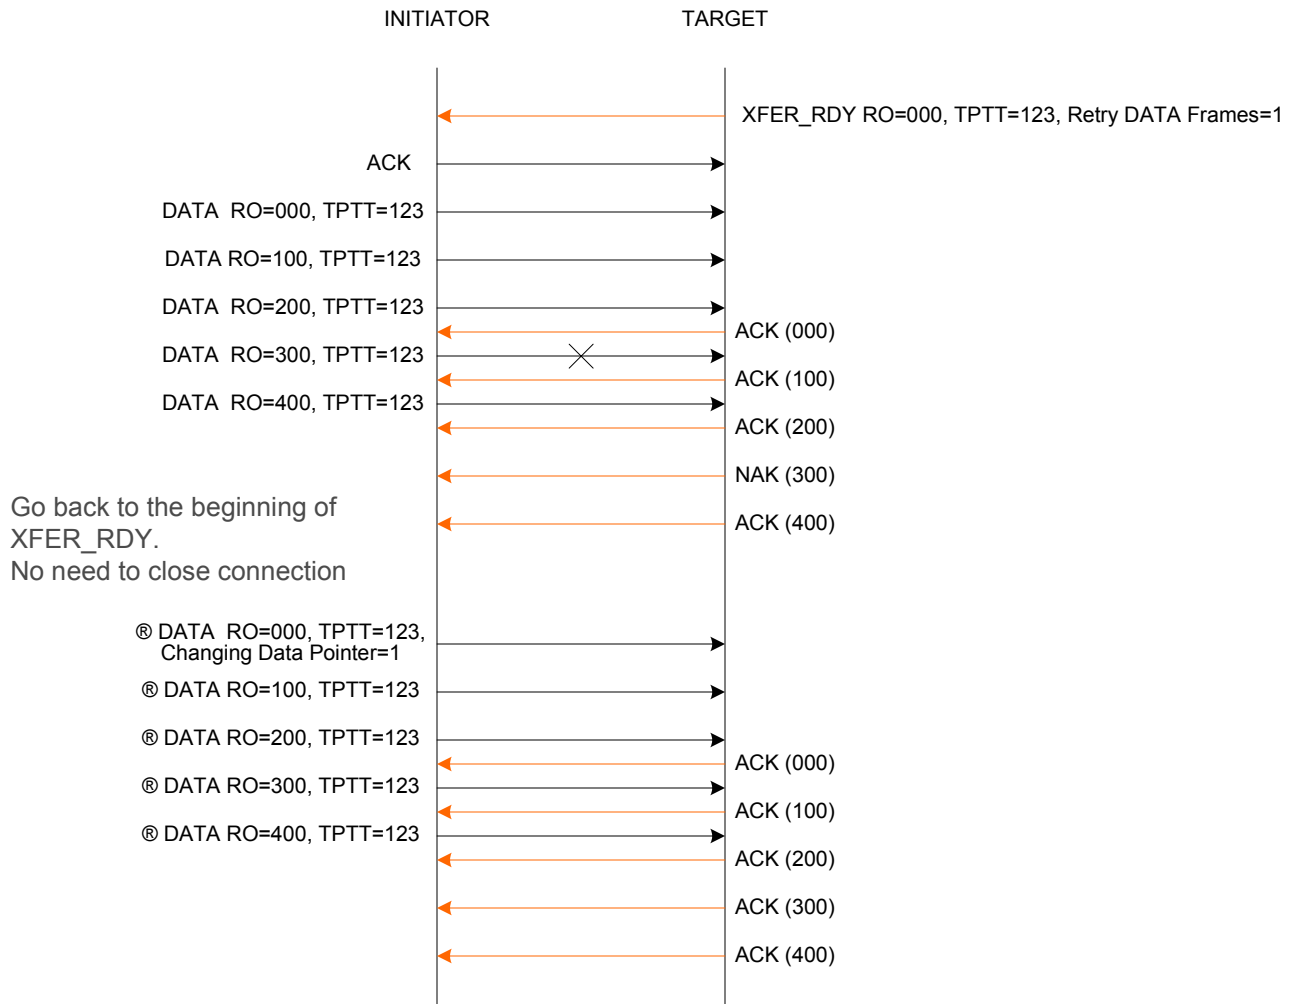 INITIATOR TARGET
XFER_RDY RO=000, TPTT=123, Retry DATA Frames=1
ACK
DATA  RO=000, TPTT=123
DATA RO=100, TPTT=123
DATA  RO=200, TPTT=123
ACK (000)
DATA  RO=300, TPTT=123
ACK (100)
DATA  RO=400, TPTT=123
ACK (200)
NAK (300)
Go back to the beginning of
XFER_RDY.
No need to close connection
ACK (400)
® DATA  RO=000, TPTT=123,
Changing Data Pointer=1
® DATA RO=100, TPTT=123
® DATA RO=200, TPTT=123
ACK (000)
® DATA RO=300, TPTT=123
ACK (100)
® DATA RO=400, TPTT=123
ACK (200)
ACK (300)
ACK (400)